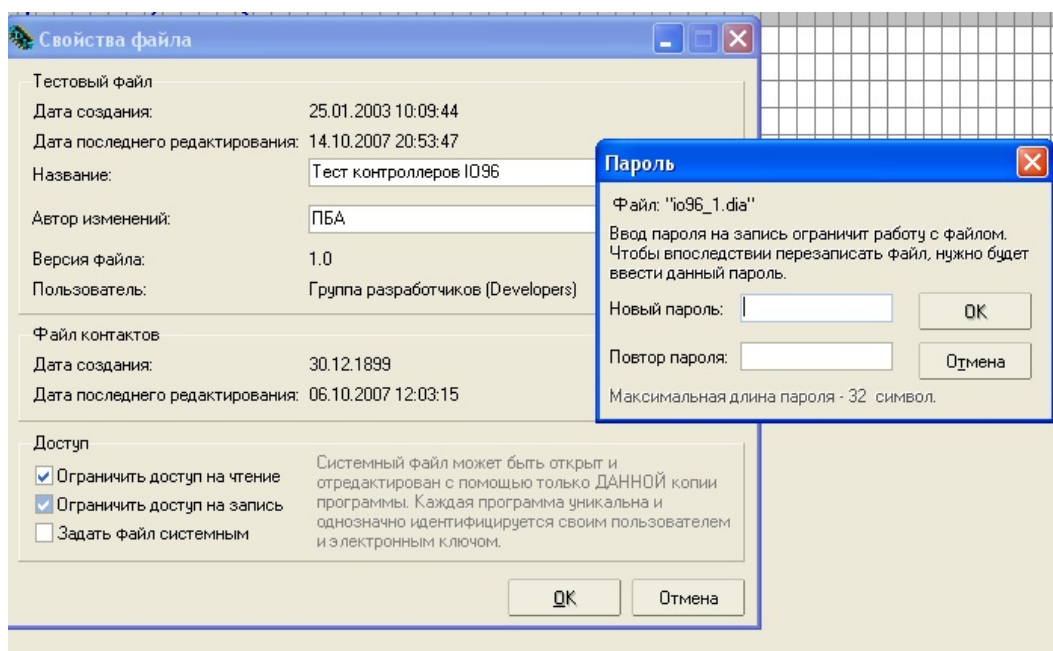 Свойства файла
Тестовый файл
Дата создания: 25.01.2003 10:09:44
Дата последнего редактирования: 14.10.2007 20:53:47
Название: Тест контроллеров IO96
Автор изменений: ПБА
Версия файла: 1.0
Пользователь: Группа разработчиков (Developers)
Файл контактов
Дата создания: 30.12.1899
Дата последнего редактирования: 06.10.2007 12:03:15
Доступ
Ограничить доступ на чтение
Ограничить доступ на запись
Задать файл системным
Системный файл может быть открыт и
отредактирован с помощью только ДАННОЙ копии
программы. Каждая программа уникальна и
однозначно идентифицируется своим пользователем
и электронным ключом.
OK
Отмена
Пароль
Файл: "io96_1.dia"
Ввод пароля на запись ограничит работу с файлом.
Чтобы впоследствии перезаписать файл, нужно будет
ввести данный пароль.
Новый пароль:
OK
Повтор пароля:
Отмена
Максимальная длина пароля - 32 символ.